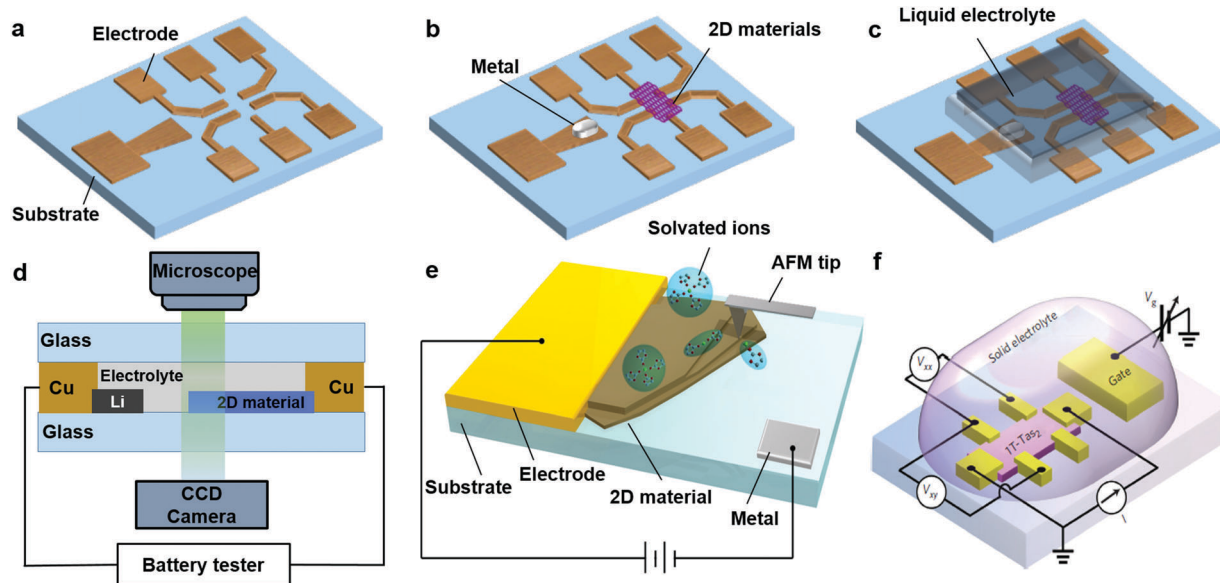 a
Electrode
Substrate
b
Metal
2D materials
c
Liquid electrolyte
d
Microscope
Glass
Cu
Electrolyte
Cu
Li
2D material
Glass
CCD
Camera
Battery tester
e
Solvated ions
AFM tip
Substrate
Electrode
2D material
Metal
f
Vg
Solid electrolyte
Vxx
Gate
1T-Tas2
Vxy
I